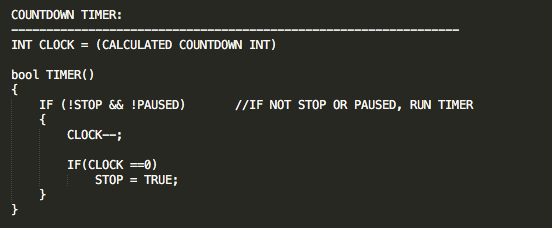 COUNTDOWN TIMER:
----------------------------------------------------------------
INT CLOCK = (CALCULATED COUNTDOWN INT)
bool TIMER()
{
IF (!STOP && !PAUSED) //IF NOT STOP OR PAUSED, RUN TIMER
{
CLOCK--;
IF(CLOCK ==0)
STOP = TRUE;
}
}